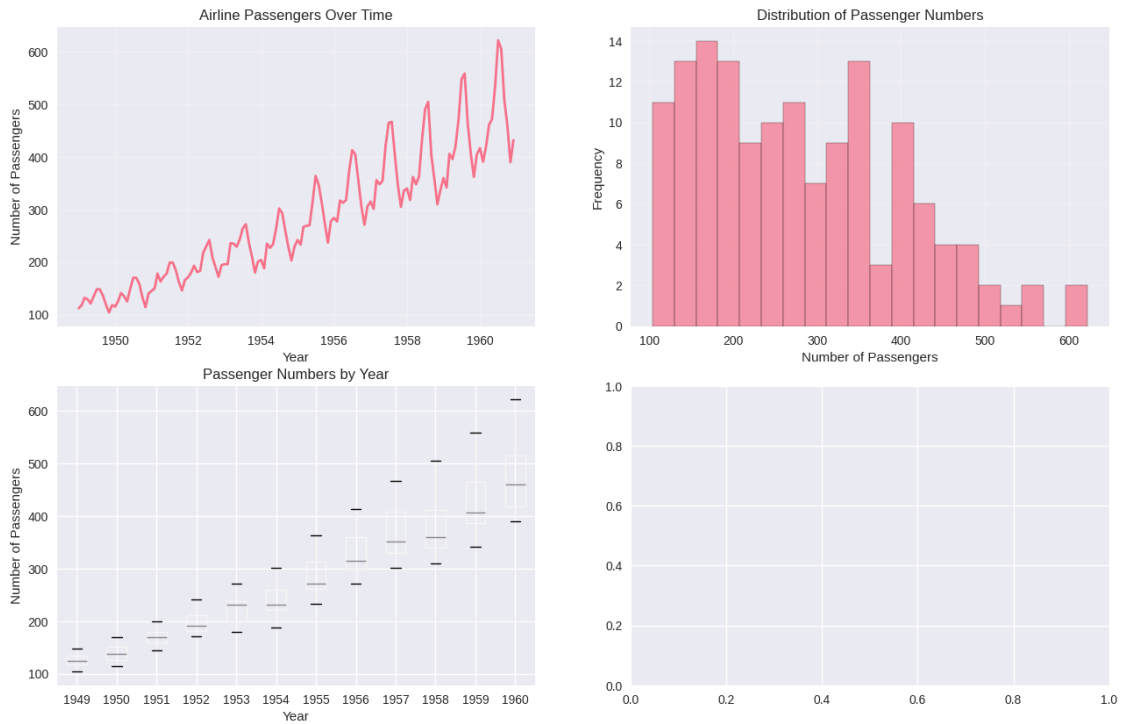 Airline Passengers Over Time
Number of Passengers
600
500
400
300
200
100
1950 1952 1954 1956 1958 1960
Year
Distribution of Passenger Numbers
Frequency
14
12
10
8
6
4
2
0
100 200 300 400 500 600
Number of Passengers
Passenger Numbers by Year
Number of Passengers
600
500
400
300
200
100
1949 1950 1951 1952 1953 1954 1955 1956 1957 1958 1959 1960
Year
1.0
0.8
0.6
0.4
0.2
0.0
0.0 0.2 0.4 0.6 0.8 1.0